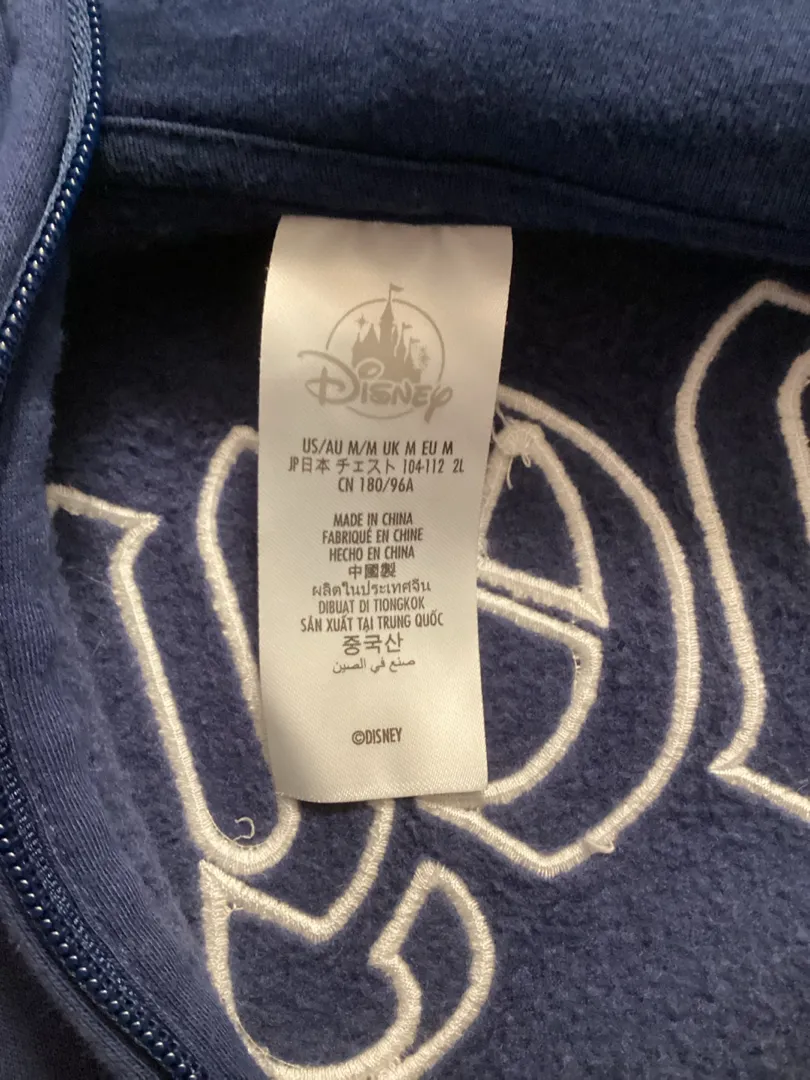 Disney
US/AU M/M UK M EU M
JP日本 チェスト 104-112 2L
CN 180/96A
MADE IN CHINA
FABRIQUÉ EN CHINE
HECHO EN CHINA
中國製
ผลิตในประเทศจีน
DIBUAT DI TIONGKOK
SẢN XUẤT TẠI TRUNG QUỐC
중국산
صنع في الصين
©DISNEY